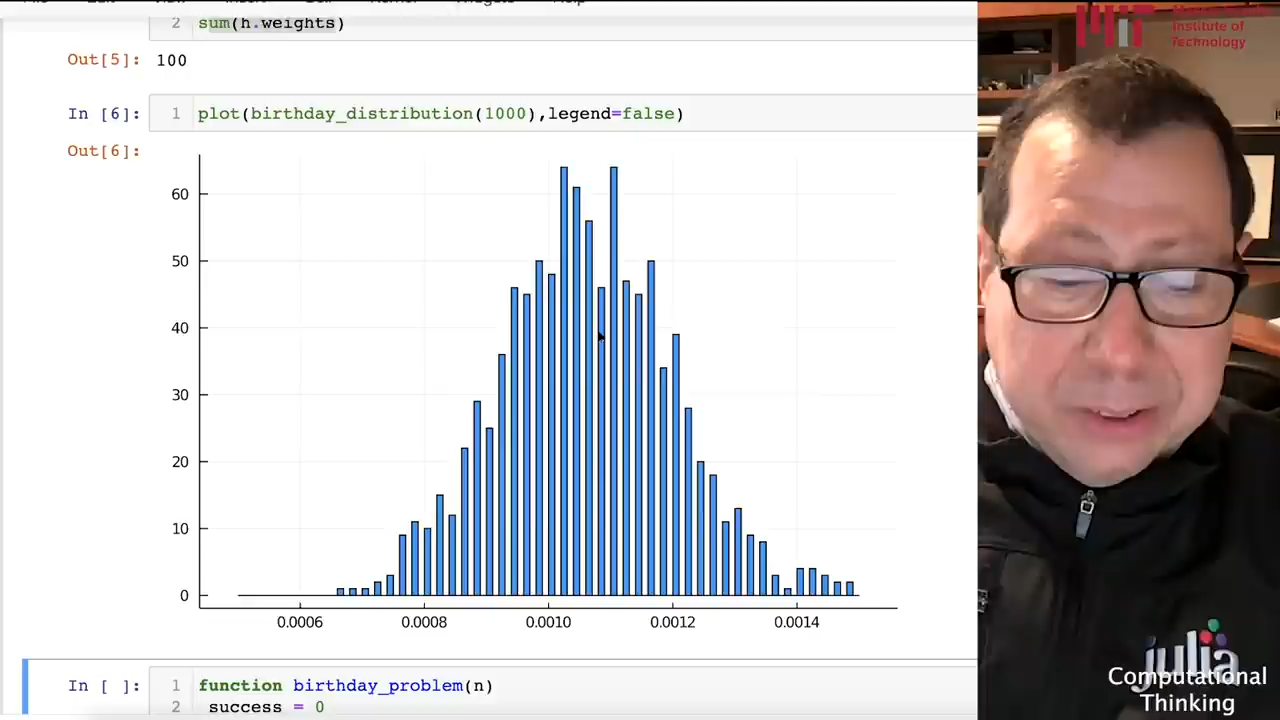 2 sum(h.weights)
Out[5]: 100
In [6]: 1 plot(birthday_distribution(1000),legend=false)
Out[6]:
60
50
40
30
20
10
0
0.0006 0.0008 0.0010 0.0012 0.0014
In [ ]: 1 function birthday_problem(n)
2 success = 0
Institute of
Technology
julia
Computational
Thinking